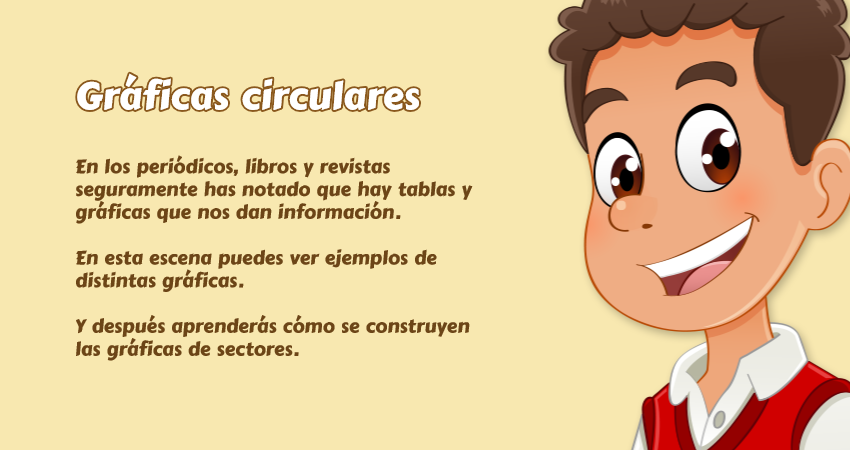 Gráficas circulares
En los periódicos, libros y revistas
seguramente has notado que hay tablas y
gráficas que nos dan información.
En esta escena puedes ver ejemplos de
distintas gráficas.
Y después aprenderás cómo se construyen
las gráficas de sectores.